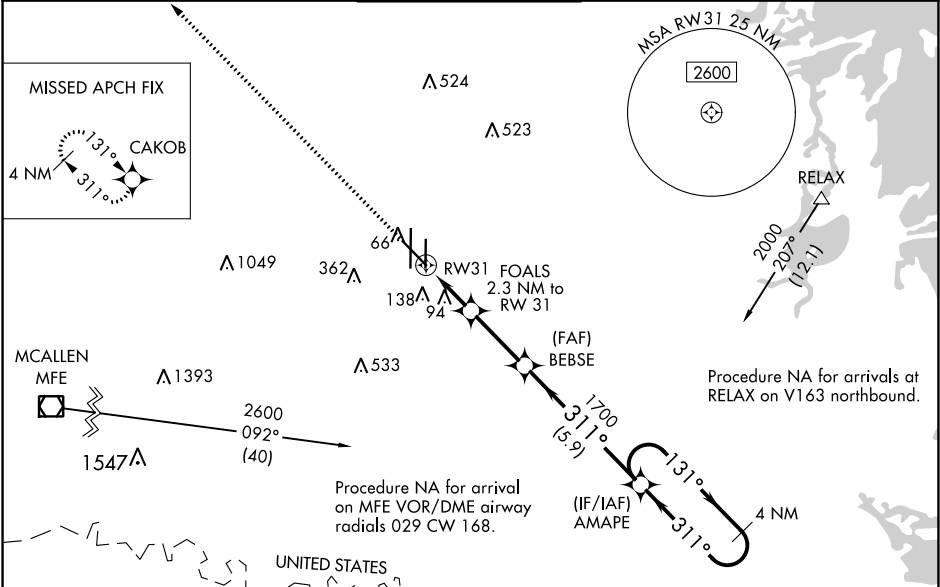 MSA RW31 25 NM
2600
524
MISSED APCH FIX
523
131°
CAKOB
4 NM
311°
RELAX
2000
207°
(12.1)
66
1049
362
RW31
FOALS
2.3 NM to
RW 31
138
94
(FAF)
BEBSE
MCALLEN
MFE
1393
533
Procedure NA for arrivals at
RELAX on V163 northbound.
2600
092°
(40)
1700
311°
(5.9)
1547
131°
Procedure NA for arrival
on MFE VOR/DME airway
radials 029 CW 168.
(IF/IAF)
AMAPE
4 NM
311°
UNITED STATES